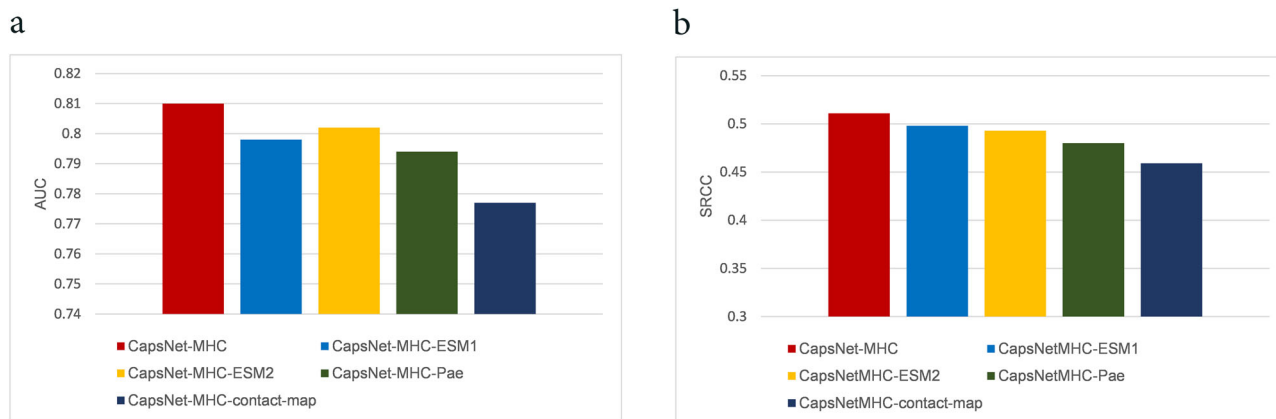 a
0.82
0.81
0.8
0.79
0.78
0.77
0.76
0.75
0.74
AUC
CapsNet-MHC
CapsNet-MHC-ESM1
CapsNet-MHC-ESM2
CapsNet-MHC-Pae
CapsNet-MHC-contact-map
b
0.55
0.5
0.45
0.4
0.35
0.3
SRCC
CapsNet-MHC
CapsNetMHC-ESM1
CapsNetMHC-ESM2
CapsNetMHC-Pae
CapsNetMHC-contact-map